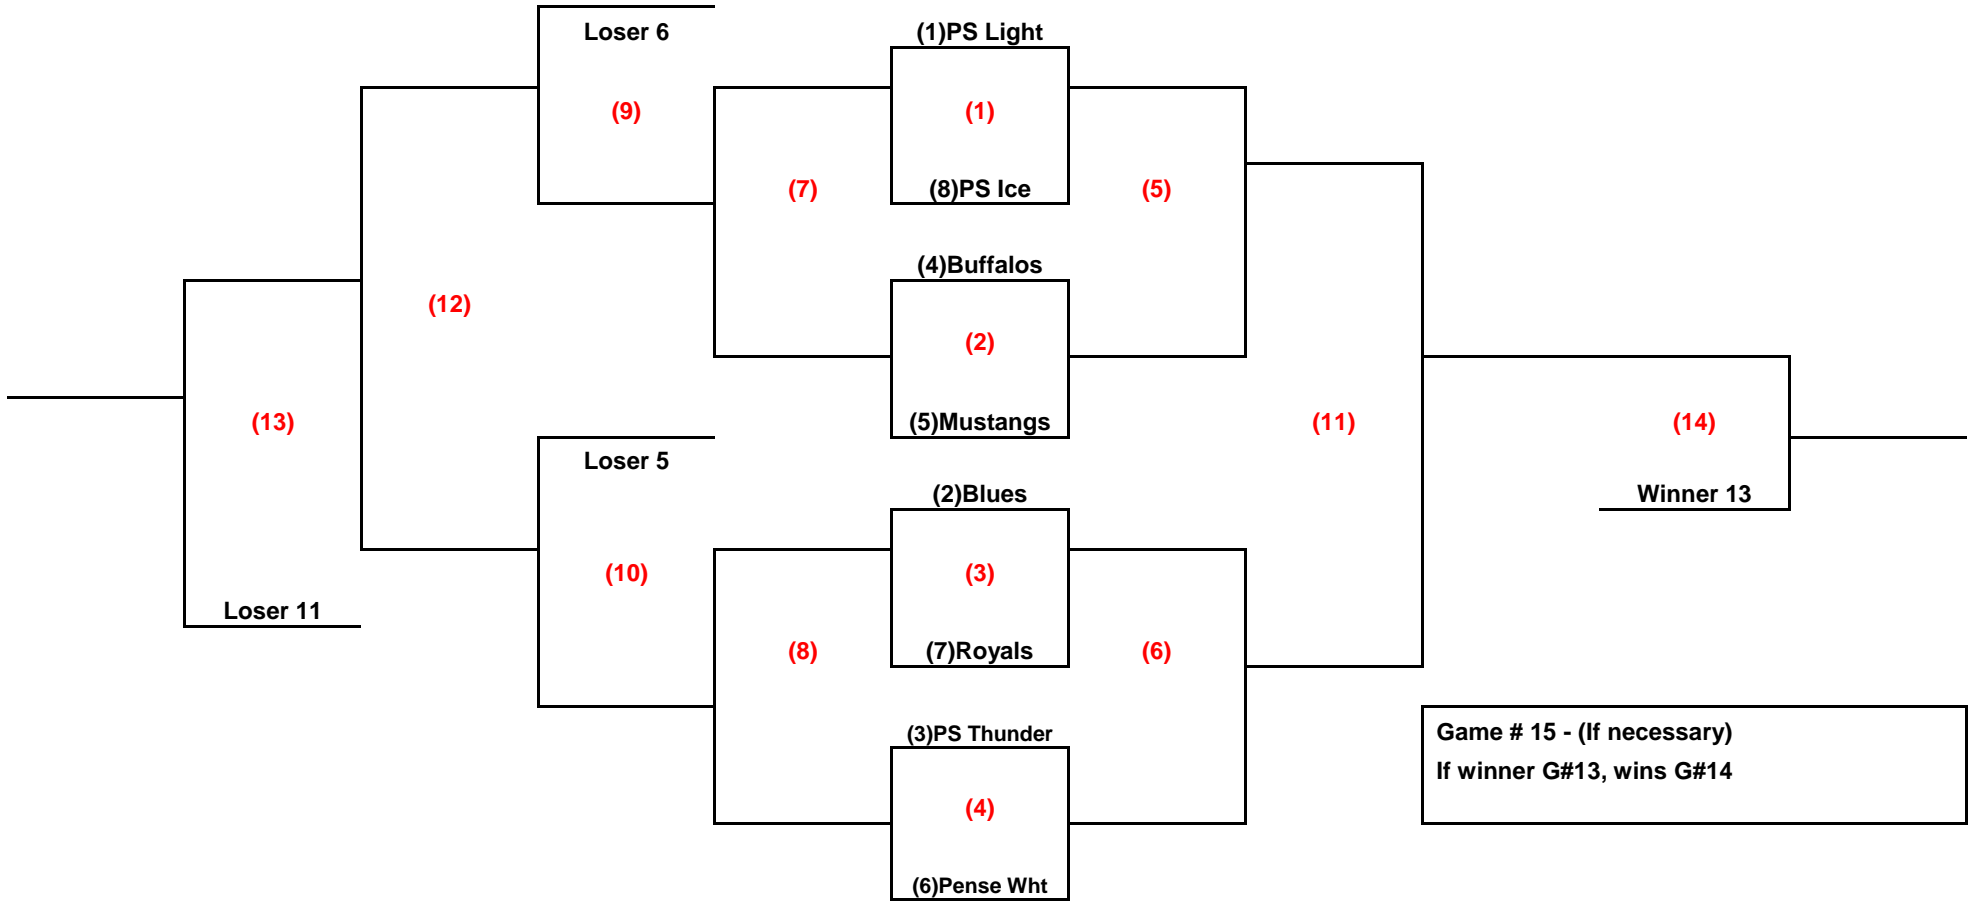 Loser 6
(1)PS Light
(9)
(1)
(7)
(8)PS Ice
(5)
(4)Buffalos
(12)
(2)
(13)
(5)Mustangs
(11)
(14)
Loser 5
(2)Blues
Winner 13
(10)
(3)
Loser 11
(8)
(7)Royals
(6)
(3)PS Thunder
Game # 15 - (If necessary)
If winner G#13, wins G#14
(4)
(6)Pense Wht